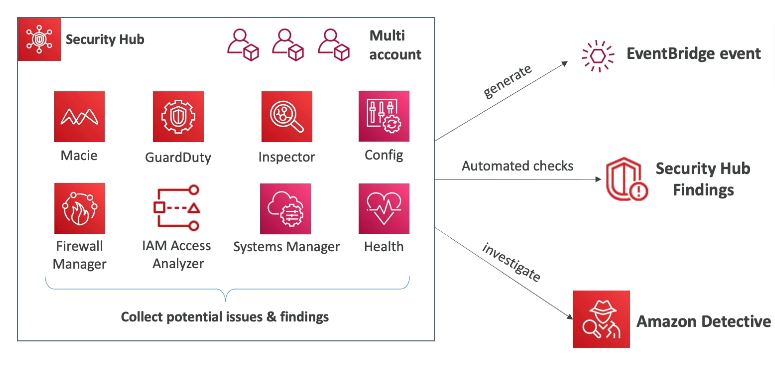 Security Hub
Multi
account
Macie
GuardDuty
Inspector
Config
Firewall
Manager
IAM Access
Analyzer
Systems Manager
Health
Collect potential issues & findings
generate
EventBridge event
Automated checks
Security Hub
Findings
investigate
Amazon Detective